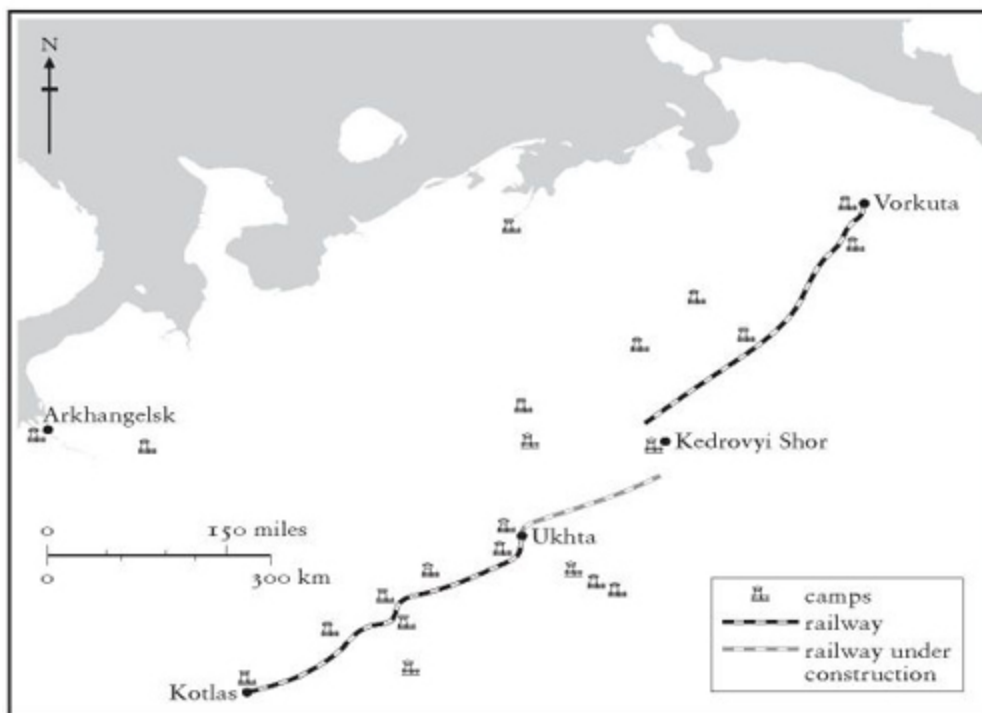 N
Vorkuta
Arkhangelsk
Kedrovyi Shor
0 150 miles
Ukhta
0 300 km
camps
railway
railway under
construction
Kotlas